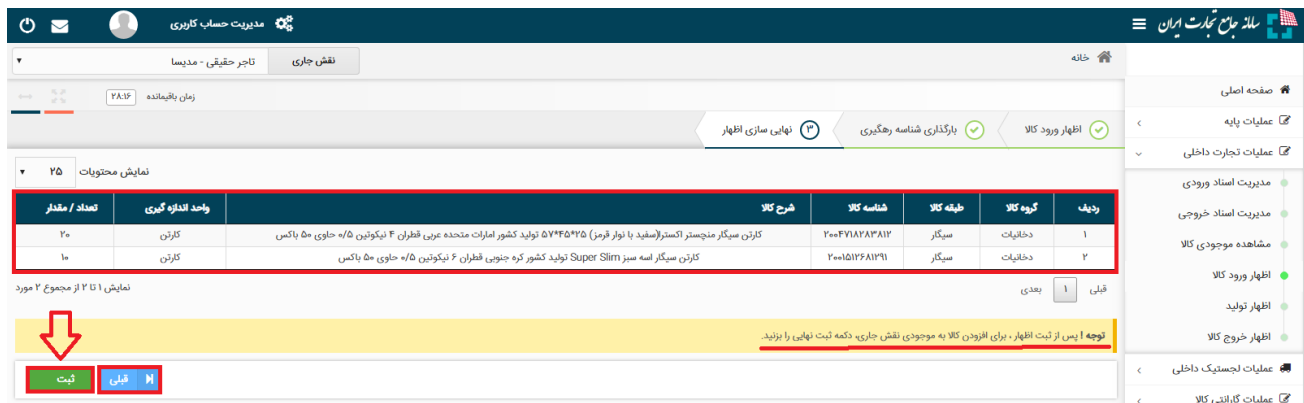 سامانه جامع تجارت ایران
مدیریت حساب کاربری
خانه
نقش جاری
تاجر حقیقی - مدیسا
زمان باقیمانده ۲۸:۱۶
صفحه اصلی
عملیات پایه
عملیات تجارت داخلی
مدیریت اسناد ورودی
مدیریت اسناد خروجی
مشاهده موجودی کالا
اظهار ورود کالا
اظهار تولید
اظهار خروج کالا
عملیات لجستیک داخلی
عملیات گارانتی کالا
اظهار ورود کالا
بارگذاری شناسه رهگیری
۳ نهایی سازی اظهار
نمایش محتویات ۲۵
ردیف گروه کالا طبقه کالا شناسه کالا شرح کالا واحد اندازه گیری تعداد / مقدار
۱ دخانیات سیگار ۲۰۰۴۷۱۸۲۸۳۸۱۲ کارتن سیگار منچستر اکسترا(سفید با نوار قرمز) ۲۵*۴۵*۵۷ تولید کشور امارات متحده عربی قطران ۴ نیکوتین ۰/۵ حاوی ۵۰ باکس کارتن ۲۰
۲ دخانیات سیگار ۲۰۰۱۵۱۲۶۸۱۲۹۱ کارتن سیگار اسه سبز Super Slim تولید کشور کره جنوبی قطران ۶ نیکوتین ۰/۵ حاوی ۵۰ باکس کارتن ۱۰
قبلی ۱ بعدی
نمایش ۱ تا ۲ از مجموع ۲ مورد
توجه ! پس از ثبت اظهار ، برای افزودن کالا به موجودی نقش جاری، دکمه ثبت نهایی را بزنید.
قبلی
ثبت